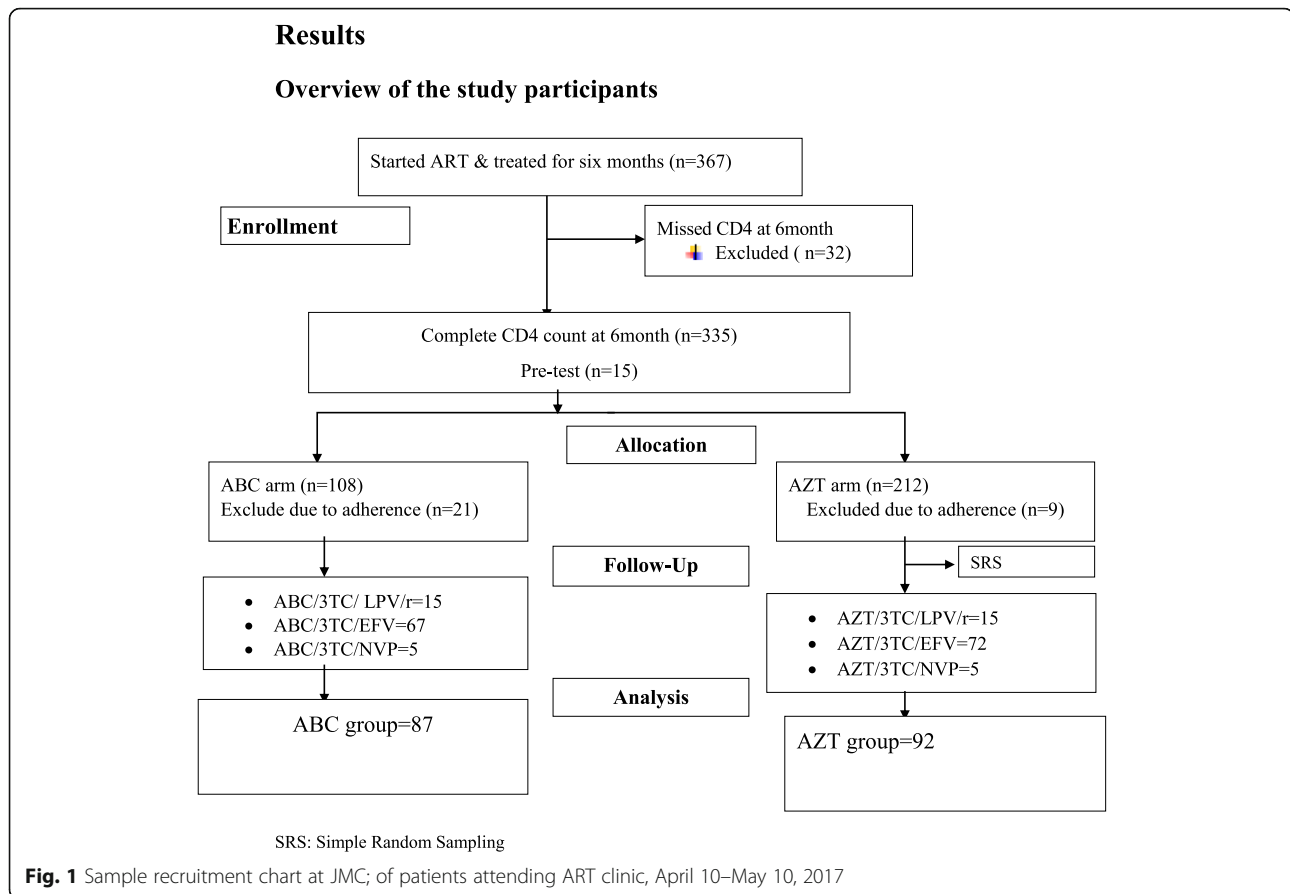 Results
Overview of the study participants
Started ART & treated for six months (n=367)
Enrollment
Missed CD4 at 6month
Excluded ( n=32)
Complete CD4 count at 6month (n=335)
Pre-test (n=15)
Allocation
ABC arm (n=108)
Exclude due to adherence (n=21)
AZT arm (n=212)
Excluded due to adherence (n=9)
Follow-Up
SRS
• ABC/3TC/ LPV/r=15
• ABC/3TC/EFV=67
• ABC/3TC/NVP=5
• AZT/3TC/LPV/r=15
• AZT/3TC/EFV=72
• AZT/3TC/NVP=5
Analysis
ABC group=87
AZT group=92
SRS: Simple Random Sampling
Fig. 1 Sample recruitment chart at JMC; of patients attending ART clinic, April 10–May 10, 2017